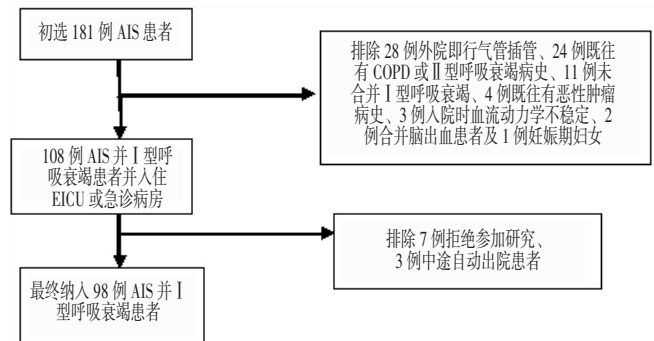 初选 181 例 AIS 患者
排除 28 例外院即行气管插管、24 例既往
有 COPD 或Ⅱ型呼吸衰竭病史、11 例未
合并Ⅰ型呼吸衰竭、4 例既往有恶性肿瘤
病史、3 例入院时血流动力学不稳定、2
例合并脑出血患者及 1 例妊娠期妇女
108 例 AIS 并Ⅰ型呼
吸衰竭患者并入住
EICU 或急诊病房
排除 7 例拒绝参加研究、
3 例中途自动出院患者
最终纳入 98 例 AIS 并Ⅰ
型呼吸衰竭患者